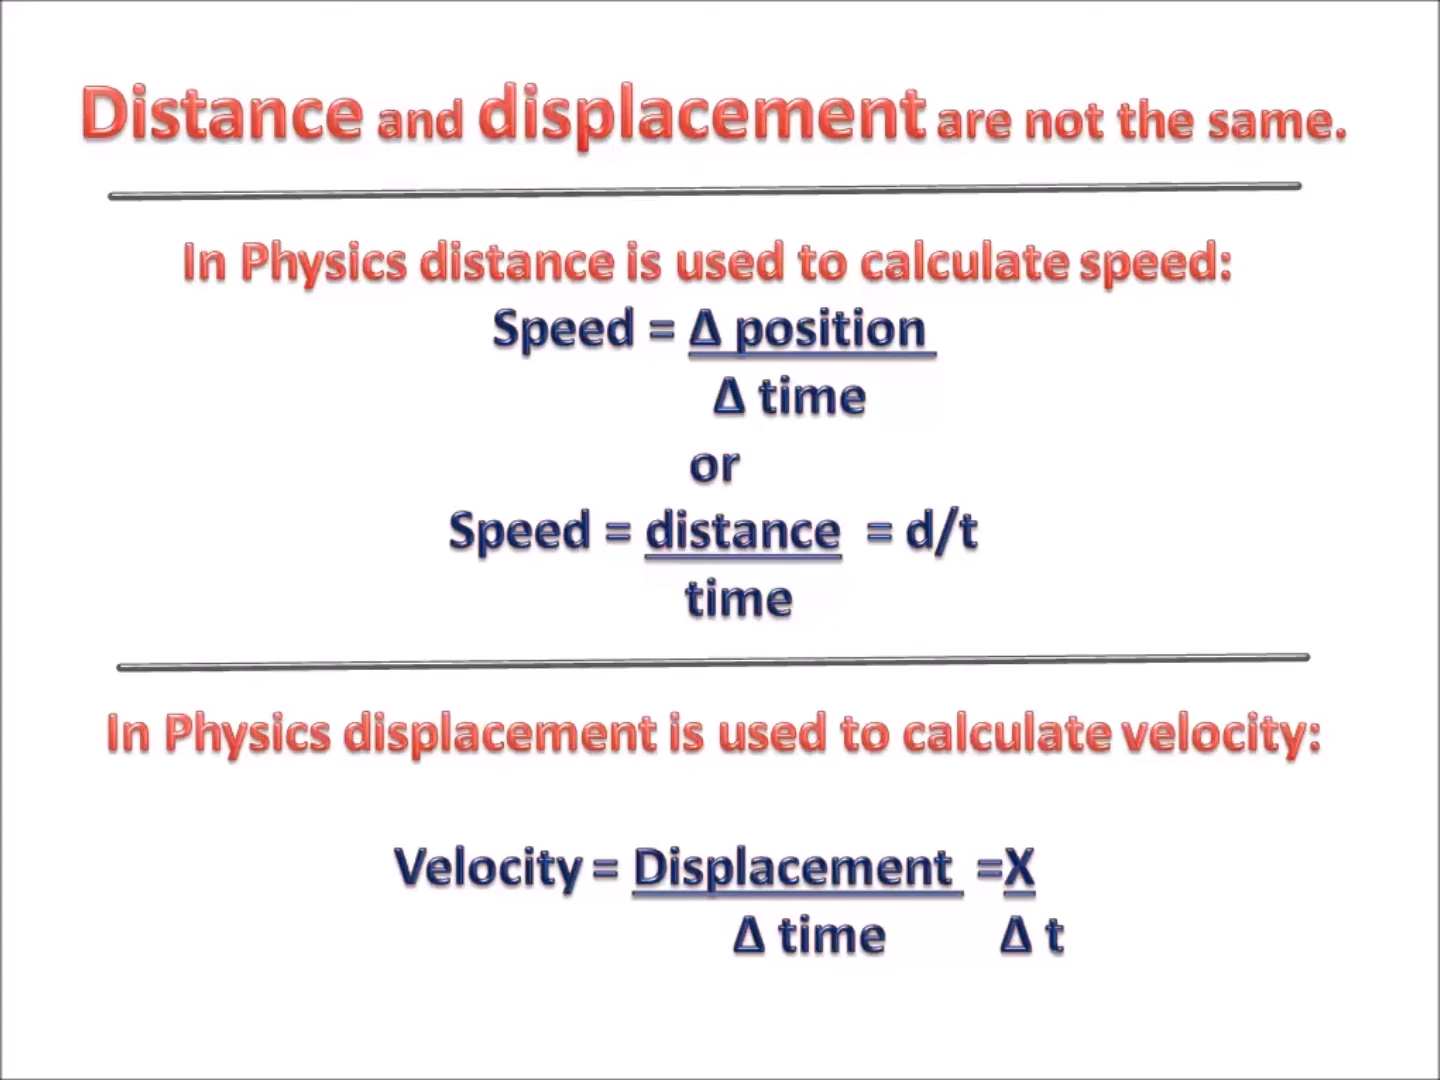 Distance and displacement are not the same.
In Physics distance is used to calculate speed:
Speed = Δ position
Δ time
or
Speed = distance = d/t
time
In Physics displacement is used to calculate velocity:
Velocity = Displacement =X
Δ time Δ t